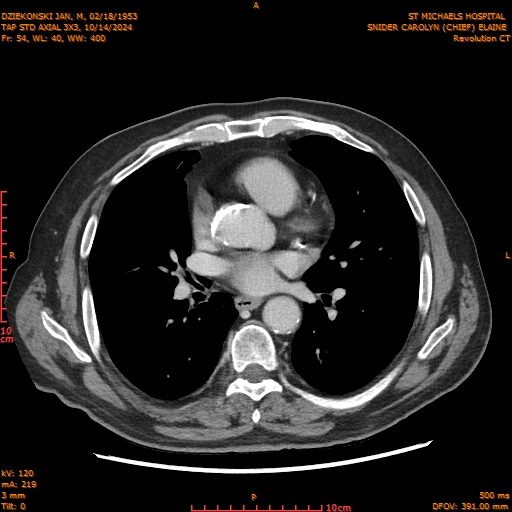 A
DZIEKONSKI JAN, M, 02/18/1953
TAP STD AXIAL 3X3, 10/14/2024
Fr: 54, WL: 40, WW: 400
ST MICHAELS HOSPITAL
SNIDER CAROLYN (CHIEF) ELAINE
Revolution CT
R
L
10
cm
kV: 120
mA: 219
3 mm
Tilt: 0
P
10cm
500 ms
DFOV: 391.00 mm